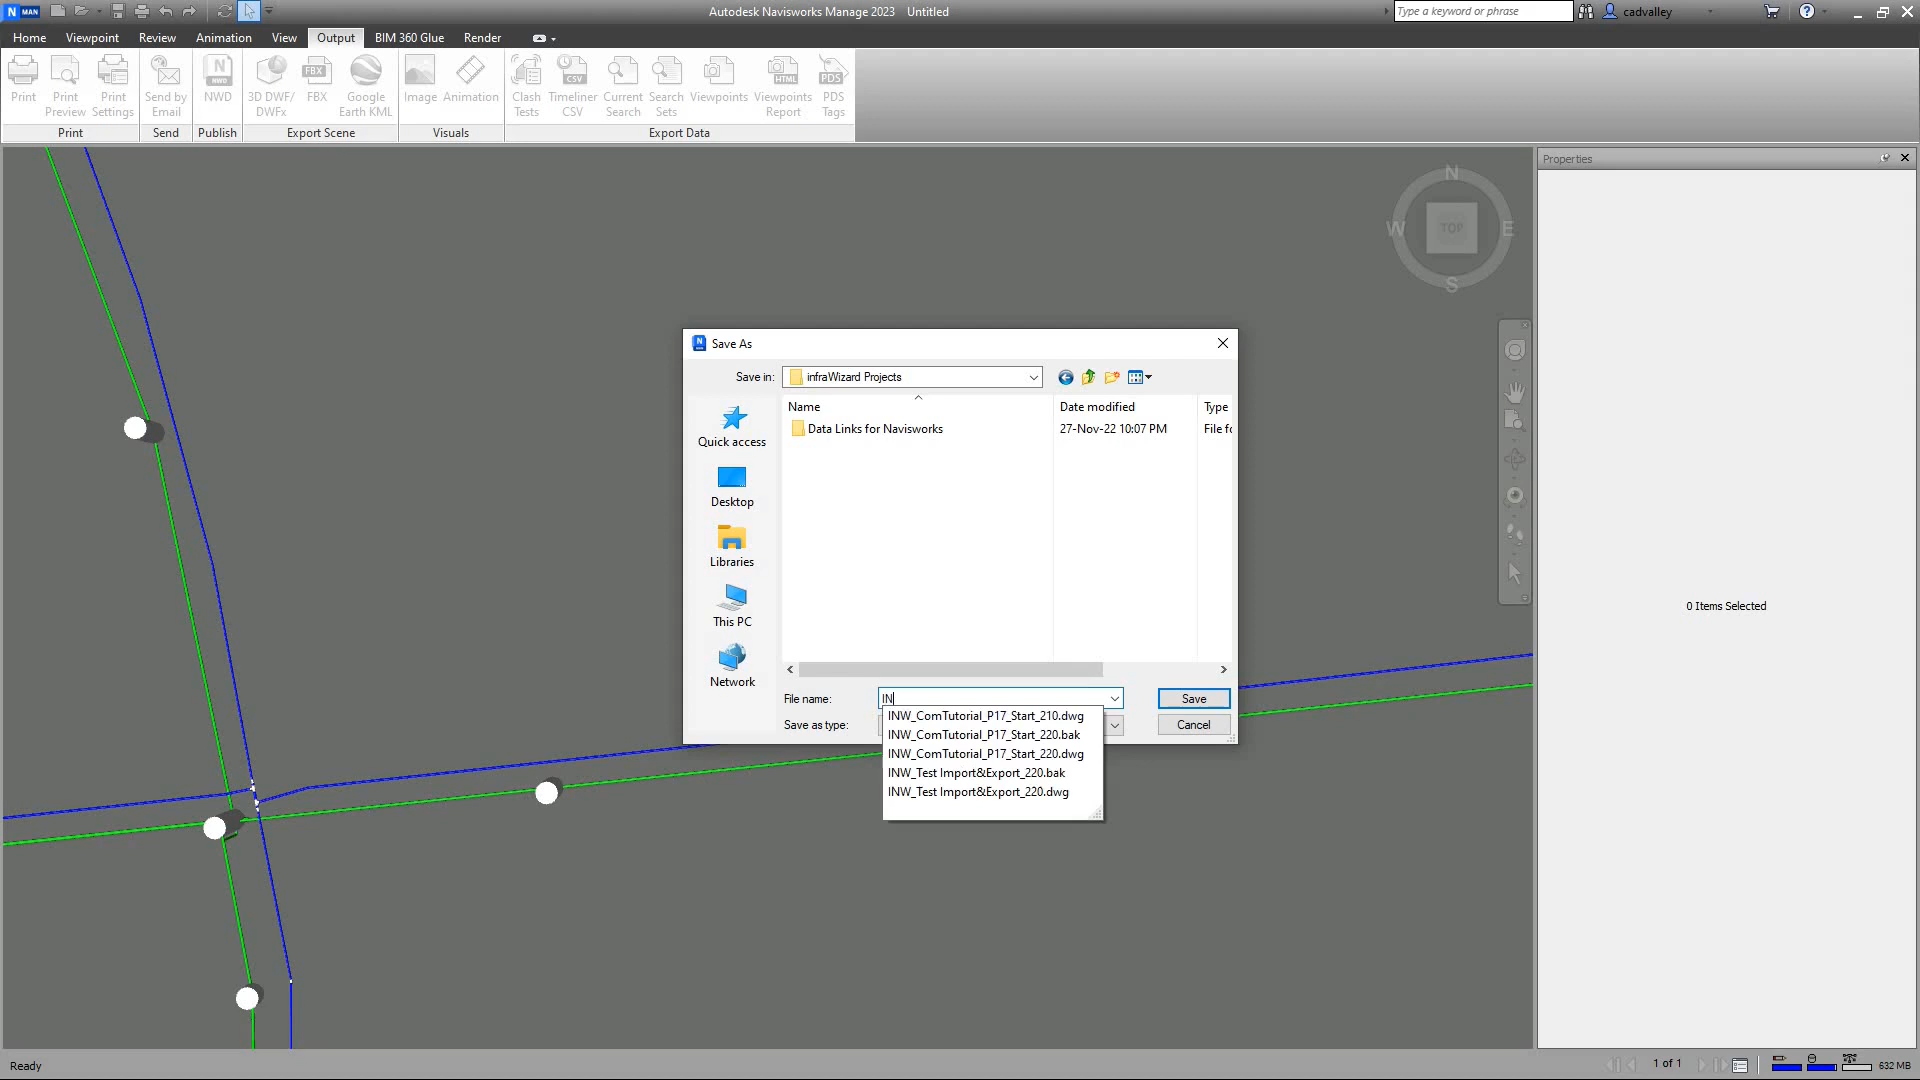 N MAN
Autodesk Navisworks Manage 2023 Untitled
Type a keyword or phrase
cadvalley
Home Viewpoint Review Animation View Output BIM 360 Glue Render
Print
Print Preview
Print Settings
Send by Email
NWD
NWD
3D DWF/ DWFx
FBX
FBX
Google Earth KML
Image
Animation
Clash Tests
CSV
Timeliner CSV
Current Search
Search Sets
Viewpoints
HTML
Viewpoints Report
PDS
PDS Tags
Print Send Publish Export Scene Visuals Export Data
Properties
N
W TOP E
S
0 Items Selected
Save As
Save in: infraWizard Projects
Name Date modified Type
Data Links for Navisworks 27-Nov-22 10:07 PM File fo
Quick access
Desktop
Libraries
This PC
Network
File name: IN Save
Save as type: Cancel
INW_ComTutorial_P17_Start_210.dwg
INW_ComTutorial_P17_Start_220.bak
INW_ComTutorial_P17_Start_220.dwg
INW_Test Import&Export_220.bak
INW_Test Import&Export_220.dwg
Ready
1 of 1
632 MB